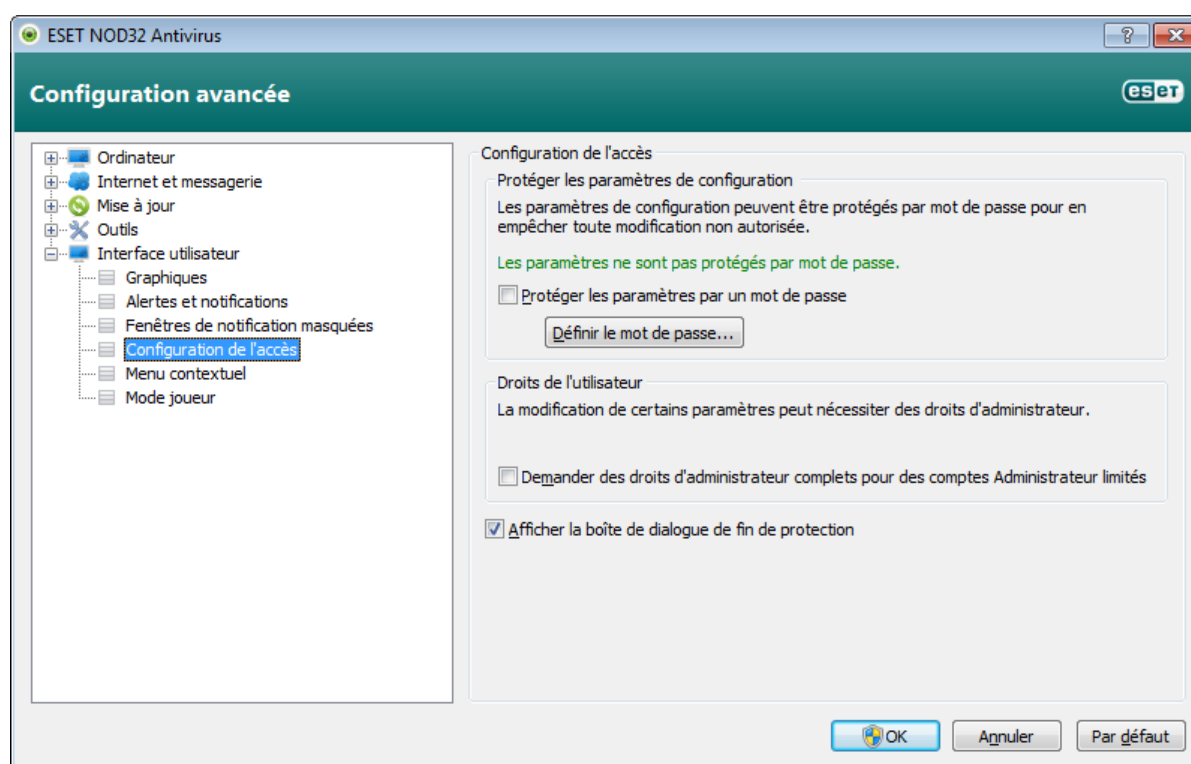 ESET NOD32 Antivirus
Configuration avancée
eset
Ordinateur
Internet et messagerie
Mise à jour
Outils
Interface utilisateur
Graphiques
Alertes et notifications
Fenêtres de notification masquées
Configuration de l'accès
Menu contextuel
Mode joueur
Configuration de l'accès
Protéger les paramètres de configuration
Les paramètres de configuration peuvent être protégés par mot de passe pour en
empêcher toute modification non autorisée.
Les paramètres ne sont pas protégés par mot de passe.
Protéger les paramètres par un mot de passe
Définir le mot de passe...
Droits de l'utilisateur
La modification de certains paramètres peut nécessiter des droits d'administrateur.
Demander des droits d'administrateur complets pour des comptes Administrateur limités
Afficher la boîte de dialogue de fin de protection
OK
Annuler
Par défaut